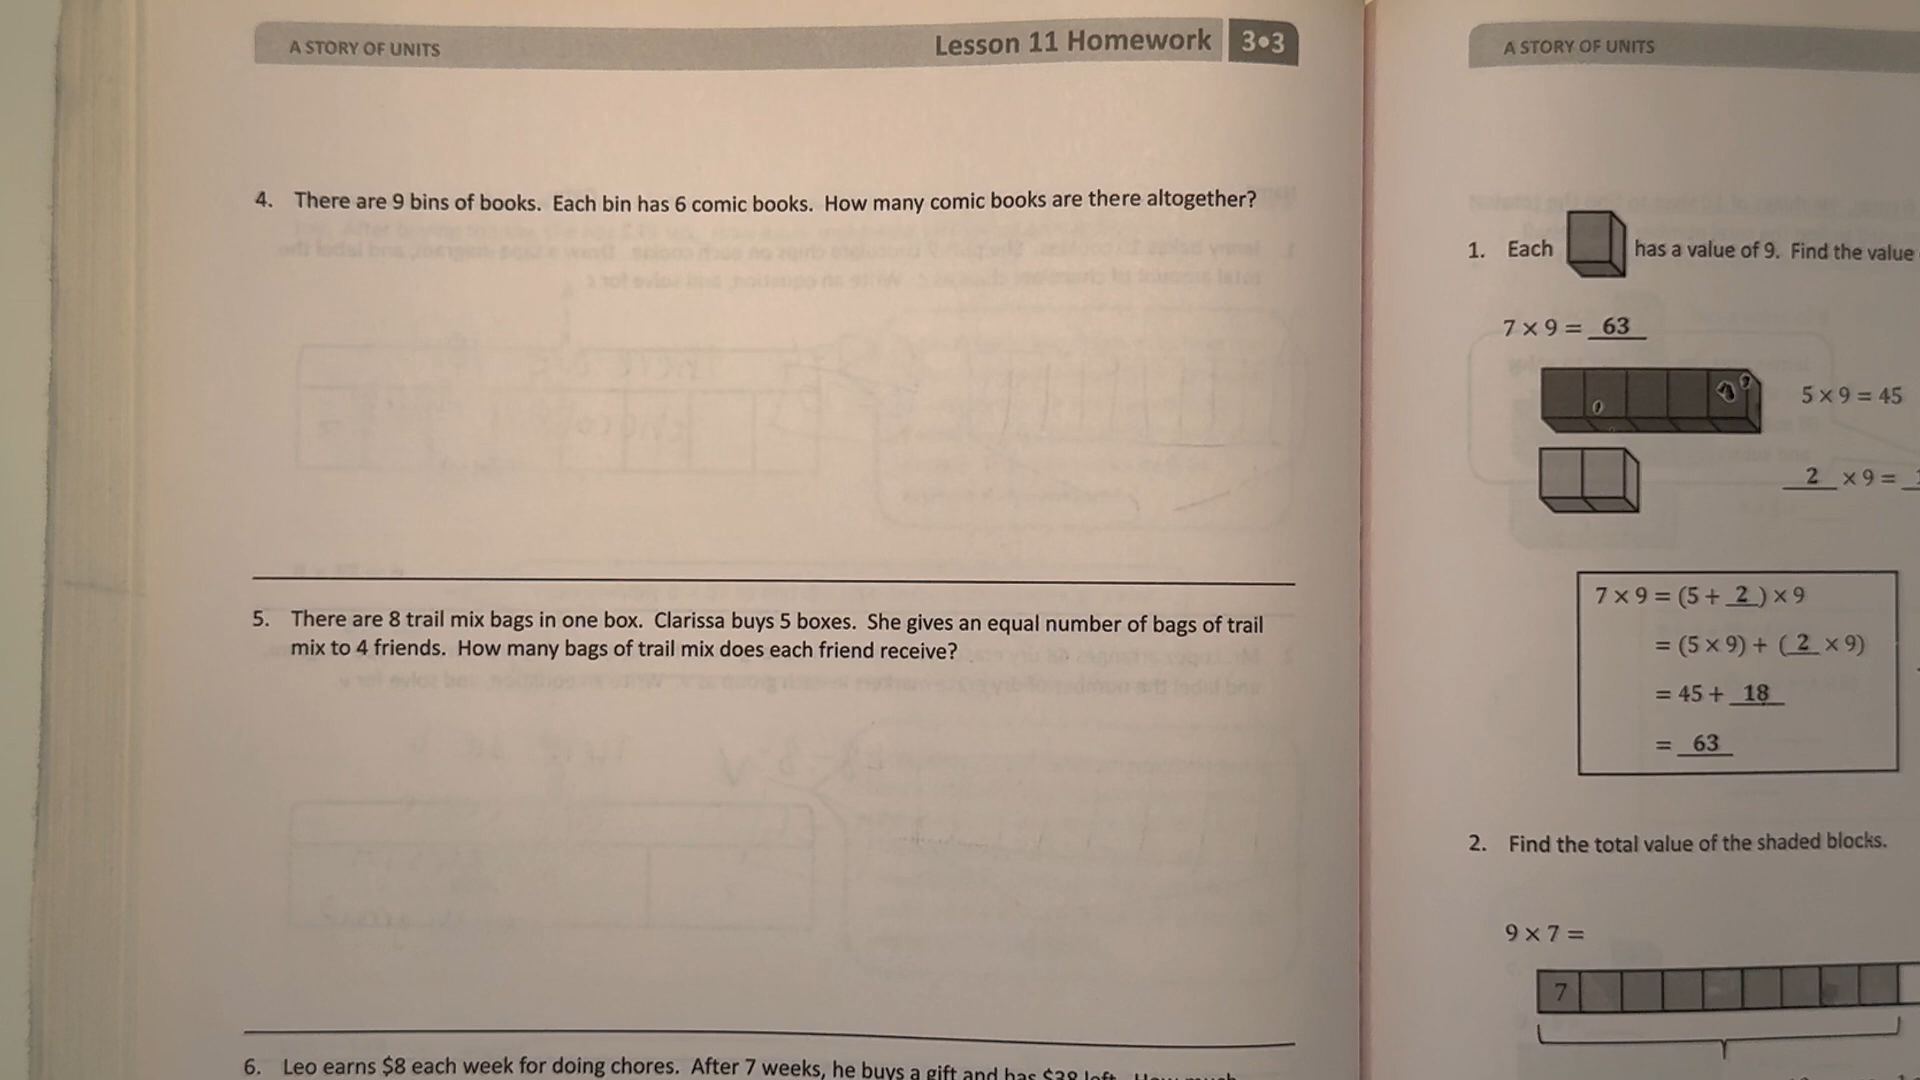 A STORY OF UNITS
Lesson 11 Homework 3•3
4. There are 9 bins of books. Each bin has 6 comic books. How many comic books are there altogether?
5. There are 8 trail mix bags in one box. Clarissa buys 5 boxes. She gives an equal number of bags of trail
mix to 4 friends. How many bags of trail mix does each friend receive?
6. Leo earns $8 each week for doing chores. After 7 weeks, he buys a gift and has $38 left. How much
A STORY OF UNITS
1. Each has a value of 9. Find the value
7 × 9 = 63
5 × 9 = 45
2 × 9 =
7 × 9 = (5 + 2) × 9
= (5 × 9) + (2 × 9)
= 45 + 18
= 63
2. Find the total value of the shaded blocks.
9 × 7 =
7